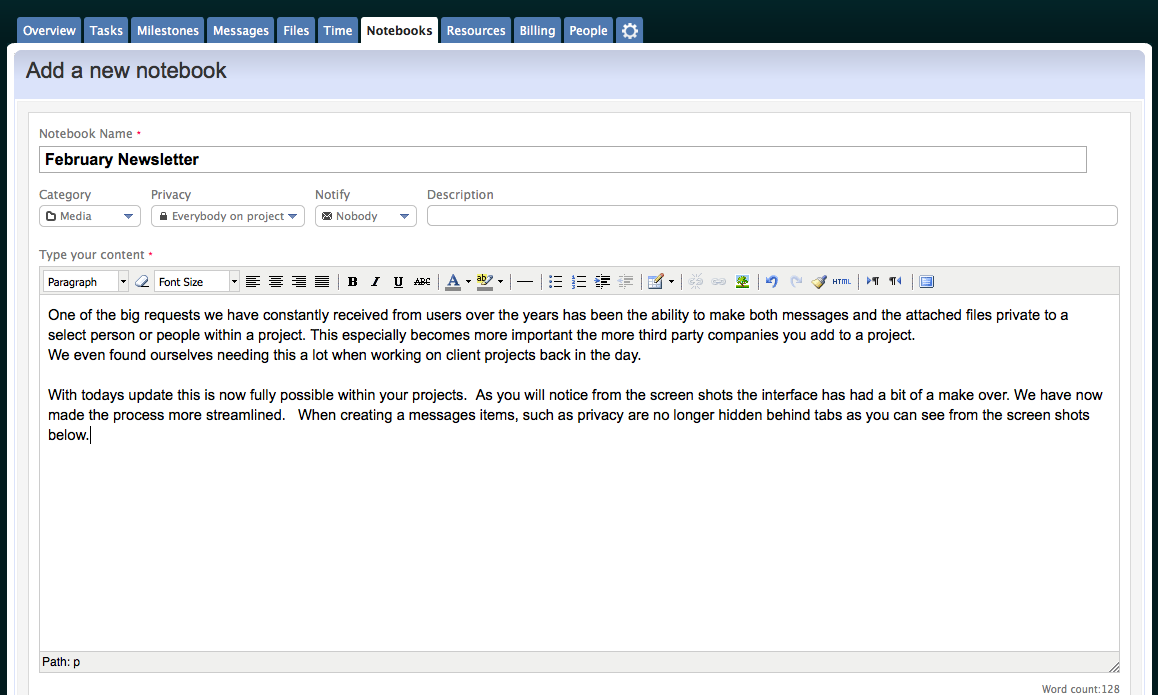 Overview Tasks Milestones Messages Files Time Notebooks Resources Billing People
Add a new notebook
Notebook Name *
February Newsletter
Category Privacy Notify Description
Media Everybody on project Nobody
Type your content *
Paragraph Font Size B I U ABC A ab HTML
One of the big requests we have constantly received from users over the years has been the ability to make both messages and the attached files private to a
select person or people within a project. This especially becomes more important the more third party companies you add to a project.
We even found ourselves needing this a lot when working on client projects back in the day.
With todays update this is now fully possible within your projects.  As you will notice from the screen shots the interface has had a bit of a make over. We have now
made the process more streamlined.   When creating a messages items, such as privacy are no longer hidden behind tabs as you can see from the screen shots
below.
Path: p
Word count:128